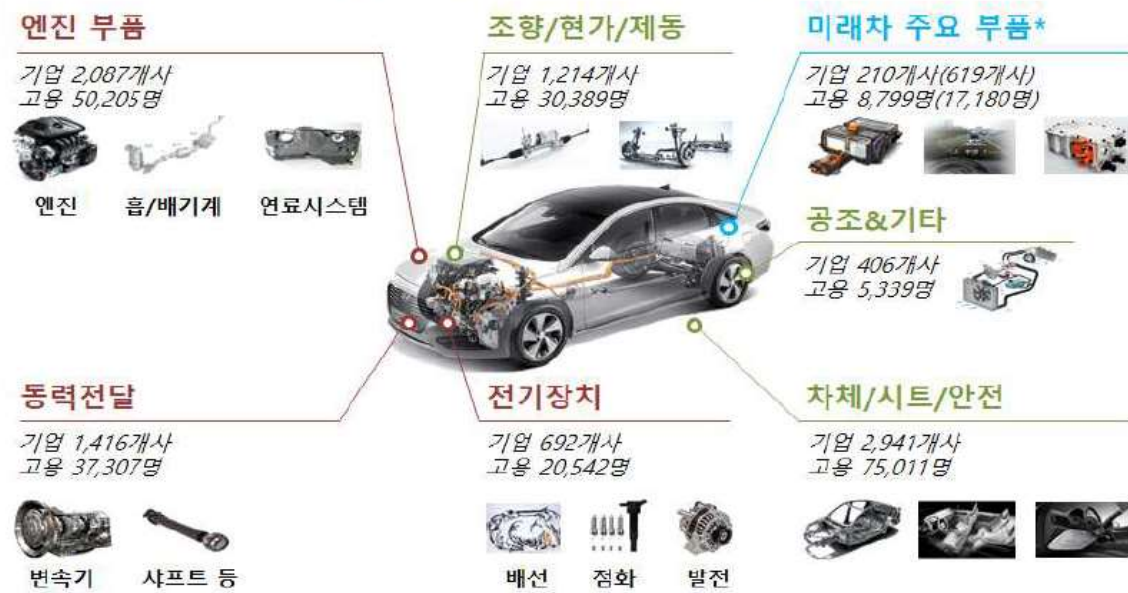 엔진 부품
기업 2,087개사
고용 50,205명
엔진
흡/배기계
연료시스템
조향/현가/제동
기업 1,214개사
고용 30,389명
미래차 주요 부품*
기업 210개사(619개사)
고용 8,799명(17,180명)
공조&기타
기업 406개사
고용 5,339명
동력전달
기업 1,416개사
고용 37,307명
변속기
샤프트 등
전기장치
기업 692개사
고용 20,542명
배선
점화
발전
차체/시트/안전
기업 2,941개사
고용 75,011명